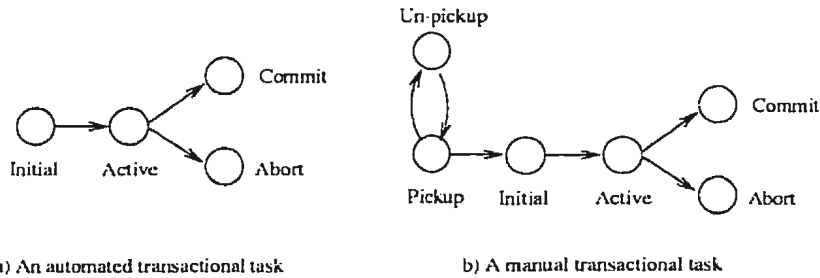 Un-pickup
Commit
Initial
Active
Abort
Commit
Pickup
Initial
Active
Abort
) An automated transactional task
b) A manual transactional task